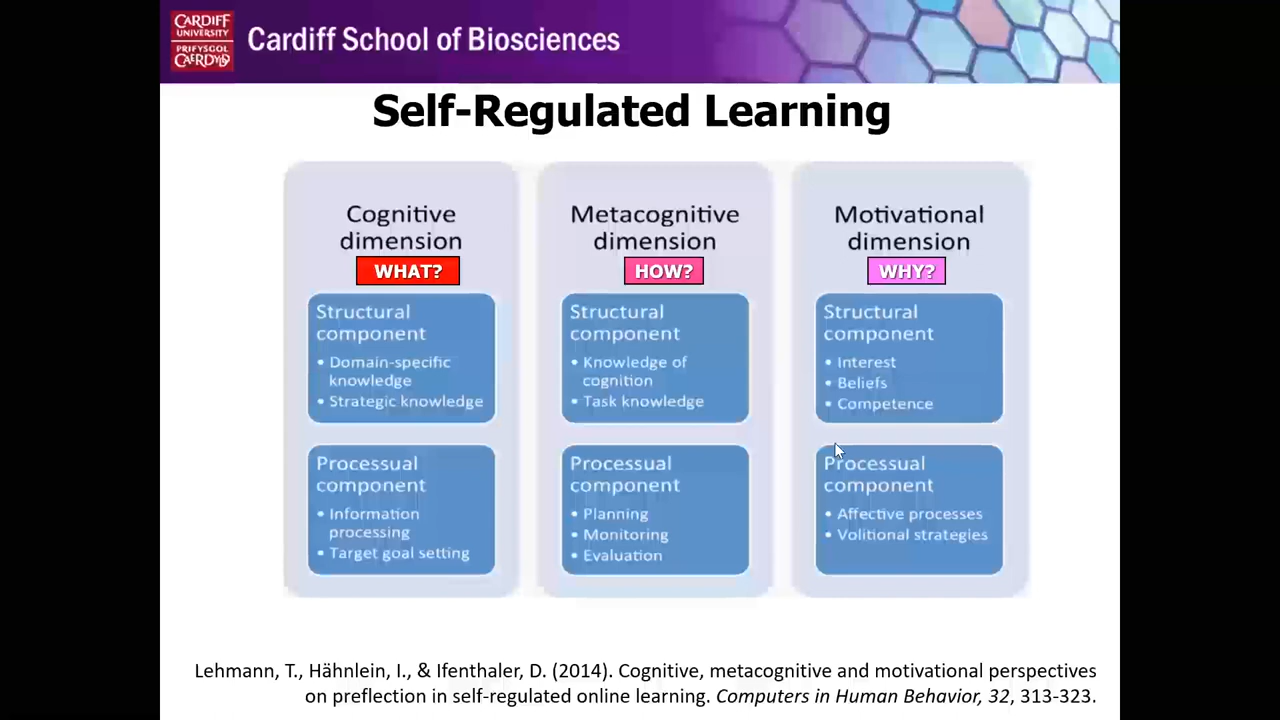 CARDIFF
UNIVERSITY
PRIFYSGOL
CAERDYD
Cardiff School of Biosciences
Self-Regulated Learning
Cognitive
dimension
WHAT?
Structural
component
• Domain-specific
knowledge
• Strategic knowledge
Processual
component
• Information
processing
• Target goal setting
Metacognitive
dimension
HOW?
Structural
component
• Knowledge of
cognition
• Task knowledge
Processual
component
• Planning
• Monitoring
• Evaluation
Motivational
dimension
WHY?
Structural
component
• Interest
• Beliefs
• Competence
Processual
component
• Affective processes
• Volitional strategies
Lehmann, T., Hähnlein, I., & Ifenthaler, D. (2014). Cognitive, metacognitive and motivational perspectives
on preflection in self-regulated online learning. Computers in Human Behavior, 32, 313-323.